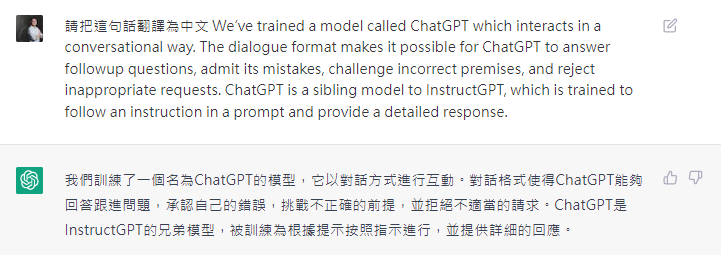 請把這句話翻譯為中文 We've trained a model called ChatGPT which interacts in a
conversational way. The dialogue format makes it possible for ChatGPT to answer
followup questions, admit its mistakes, challenge incorrect premises, and reject
inappropriate requests. ChatGPT is a sibling model to InstructGPT, which is trained to
follow an instruction in a prompt and provide a detailed response.
我們訓練了一個名為ChatGPT的模型，它以對話方式進行互動。對話格式使得ChatGPT能夠
回答跟進問題，承認自己的錯誤，挑戰不正確的前提，並拒絕不適當的請求。ChatGPT是
InstructGPT的兄弟模型，被訓練為根據提示按照指示進行，並提供詳細的回應。